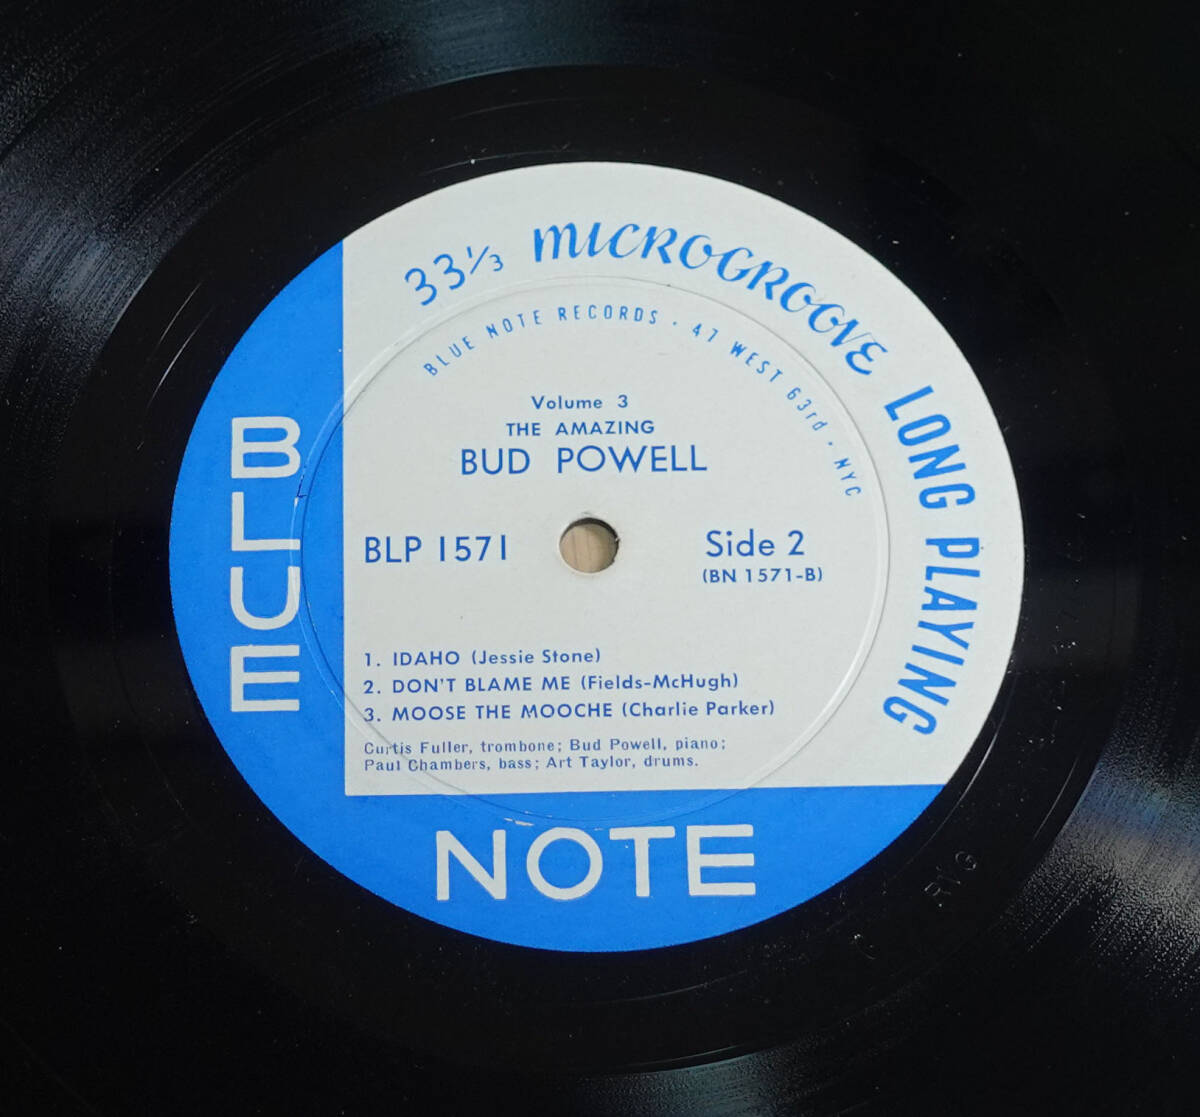 33⅓ MICROGROOVE LONG PLAYING
BLUE NOTE RECORDS · 47 WEST 63rd · NYC
Volume 3
THE AMAZING
BUD POWELL
BLP 1571
Side 2
(BN 1571-B)
1. IDAHO (Jessie Stone)
2. DON'T BLAME ME (Fields-McHugh)
3. MOOSE THE MOOCHE (Charlie Parker)
Curtis Fuller, trombone; Bud Powell, piano;
Paul Chambers, bass; Art Taylor, drums.
BLUE
NOTE
RVG